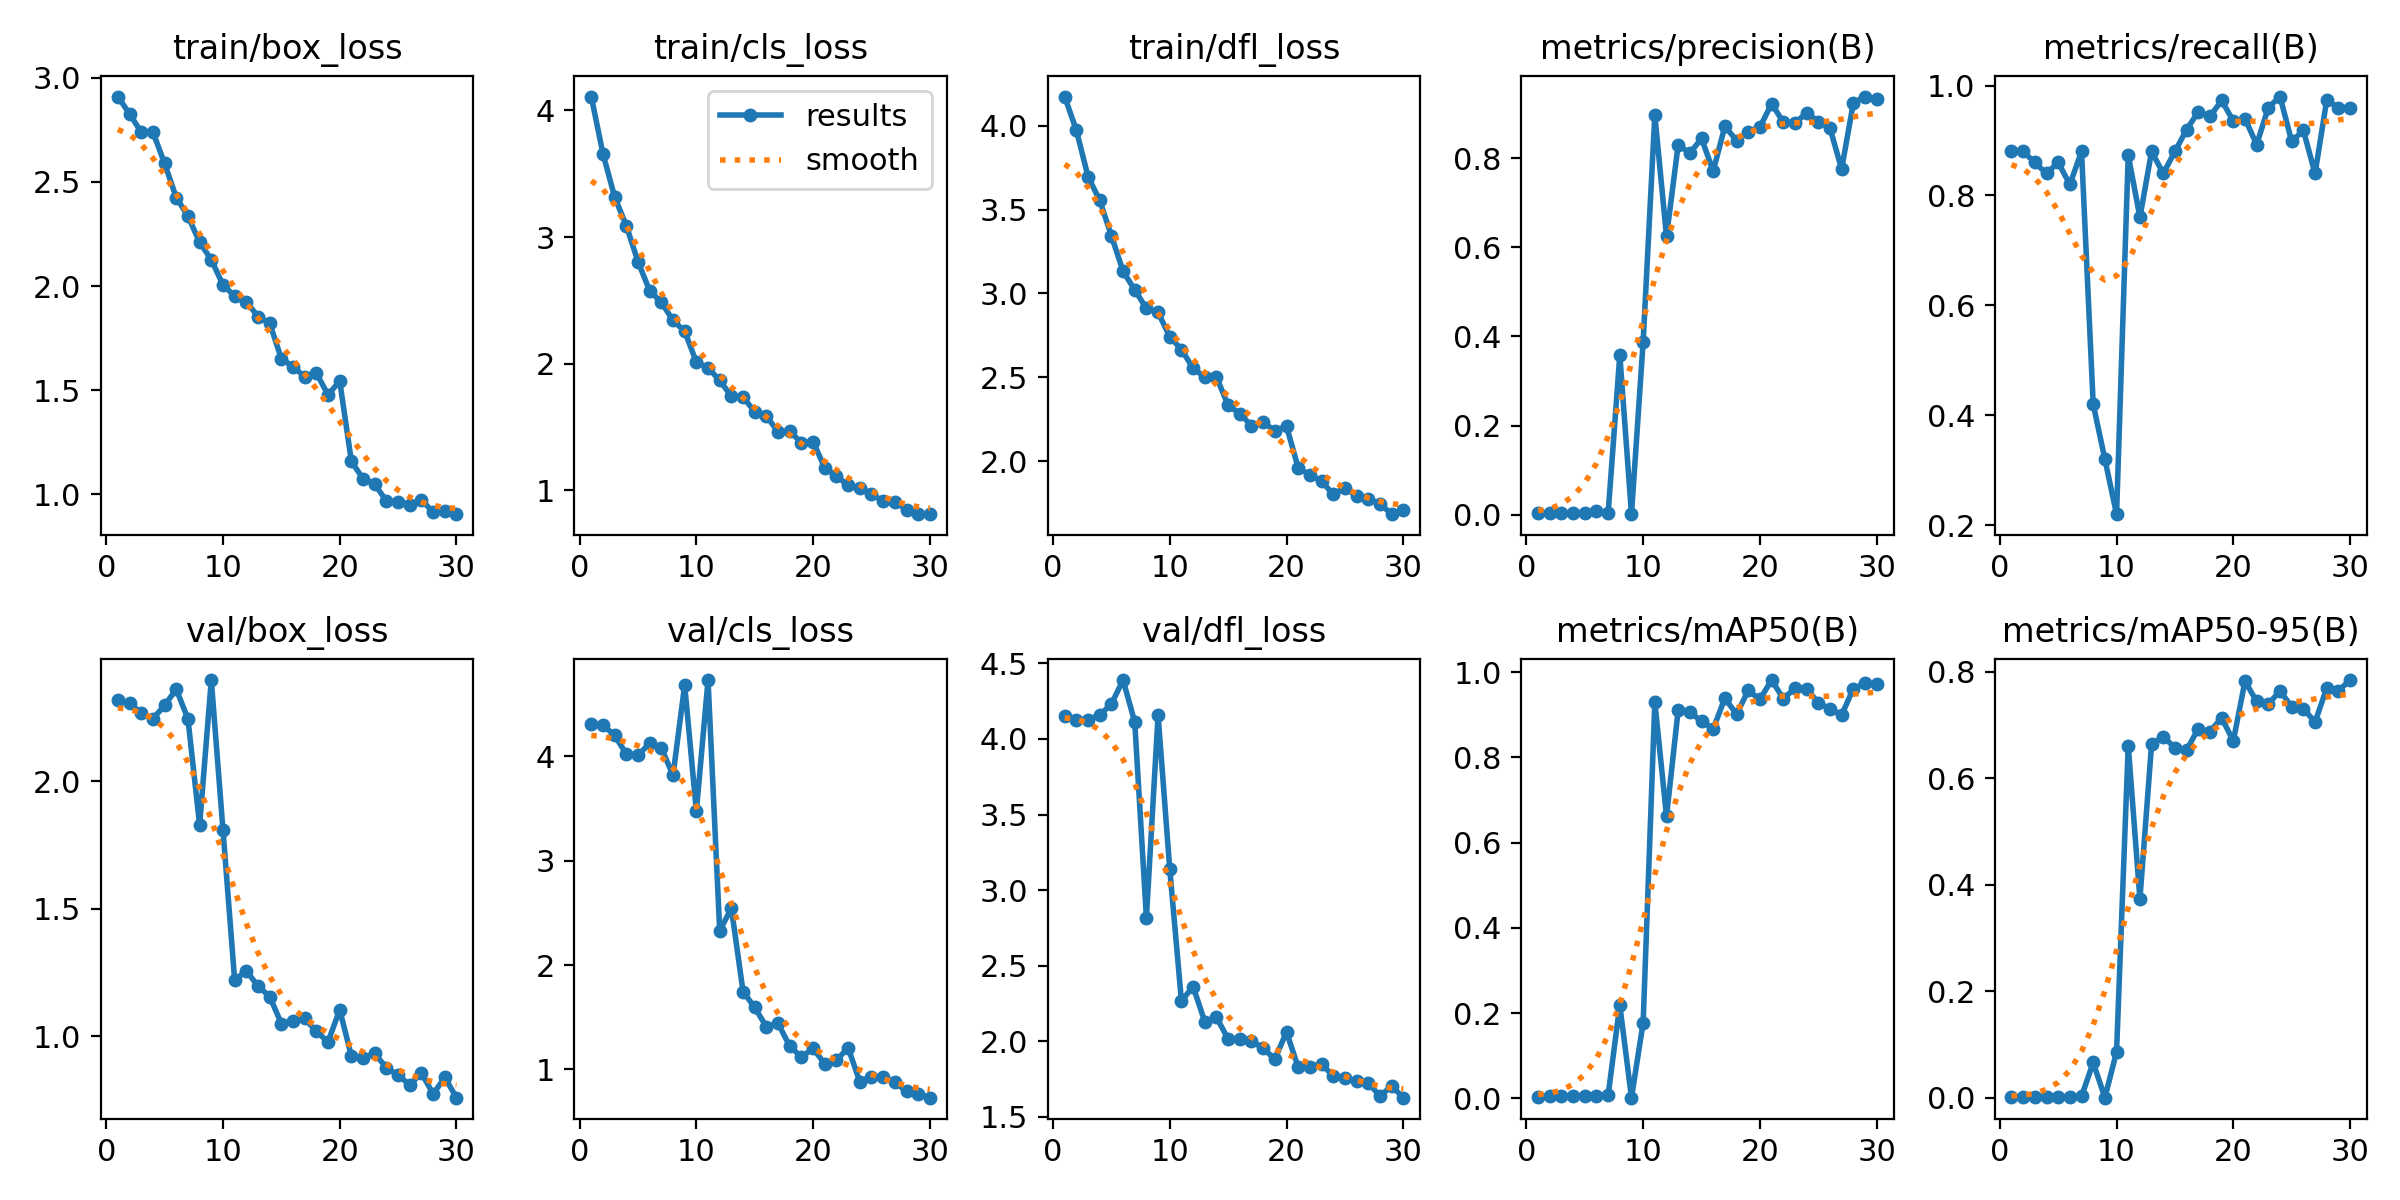 train/box_loss
3.0
2.5
2.0
1.5
1.0
0 10 20 30
train/cls_loss
results
smooth
4
3
2
1
0 10 20 30
train/dfl_loss
4.0
3.5
3.0
2.5
2.0
0 10 20 30
metrics/precision(B)
0.8
0.6
0.4
0.2
0.0
0 10 20 30
metrics/recall(B)
1.0
0.8
0.6
0.4
0.2
0 10 20 30
val/box_loss
2.0
1.5
1.0
0 10 20 30
val/cls_loss
4
3
2
1
0 10 20 30
val/dfl_loss
4.5
4.0
3.5
3.0
2.5
2.0
1.5
0 10 20 30
metrics/mAP50(B)
1.0
0.8
0.6
0.4
0.2
0.0
0 10 20 30
metrics/mAP50-95(B)
0.8
0.6
0.4
0.2
0.0
0 10 20 30